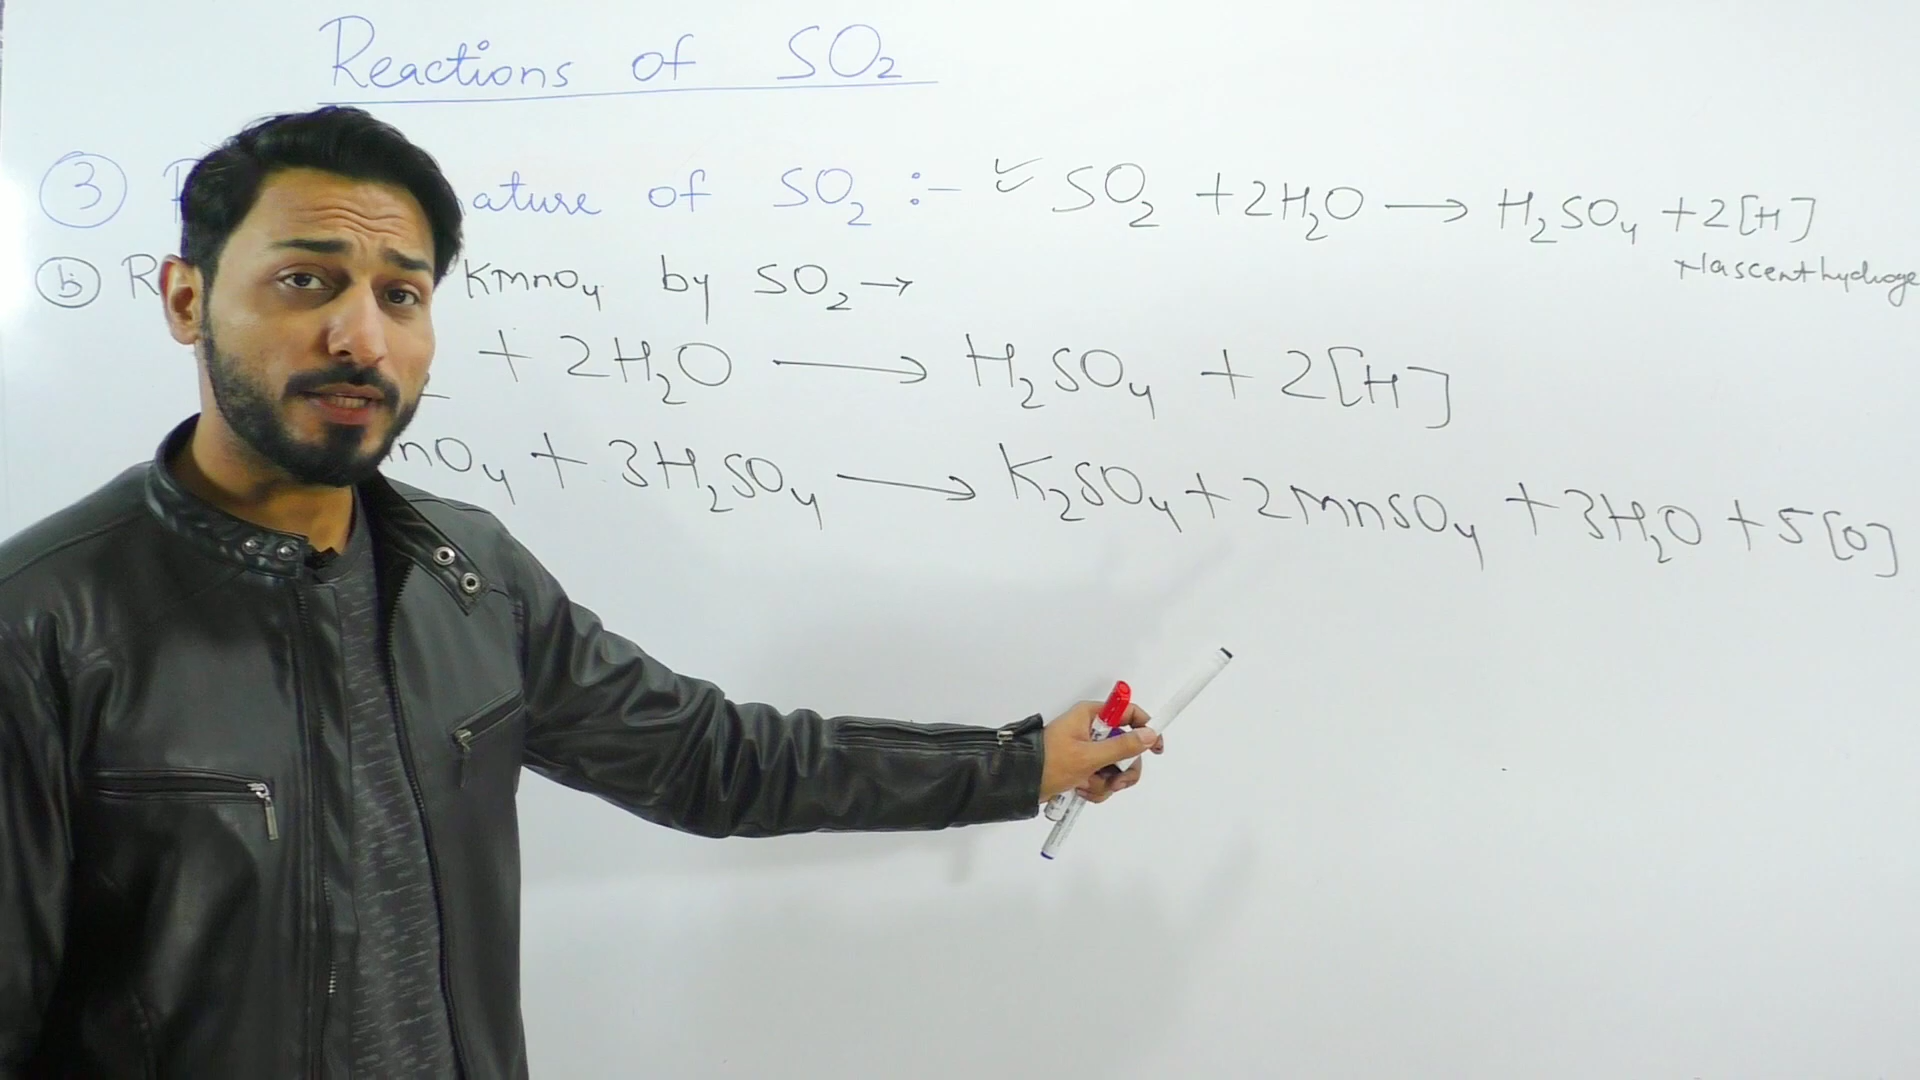 Reactions of SO₂
③ ature of SO₂ :- SO₂ + 2H₂O → H₂SO₄ + 2[H]
Nascent hydroge
ⓑ R KMnO₄ by SO₂ →
+ 2H₂O → H₂SO₄ + 2[H]
nO₄ + 3H₂SO₄ → K₂SO₄ + 2MnSO₄ + 3H₂O + 5[O]